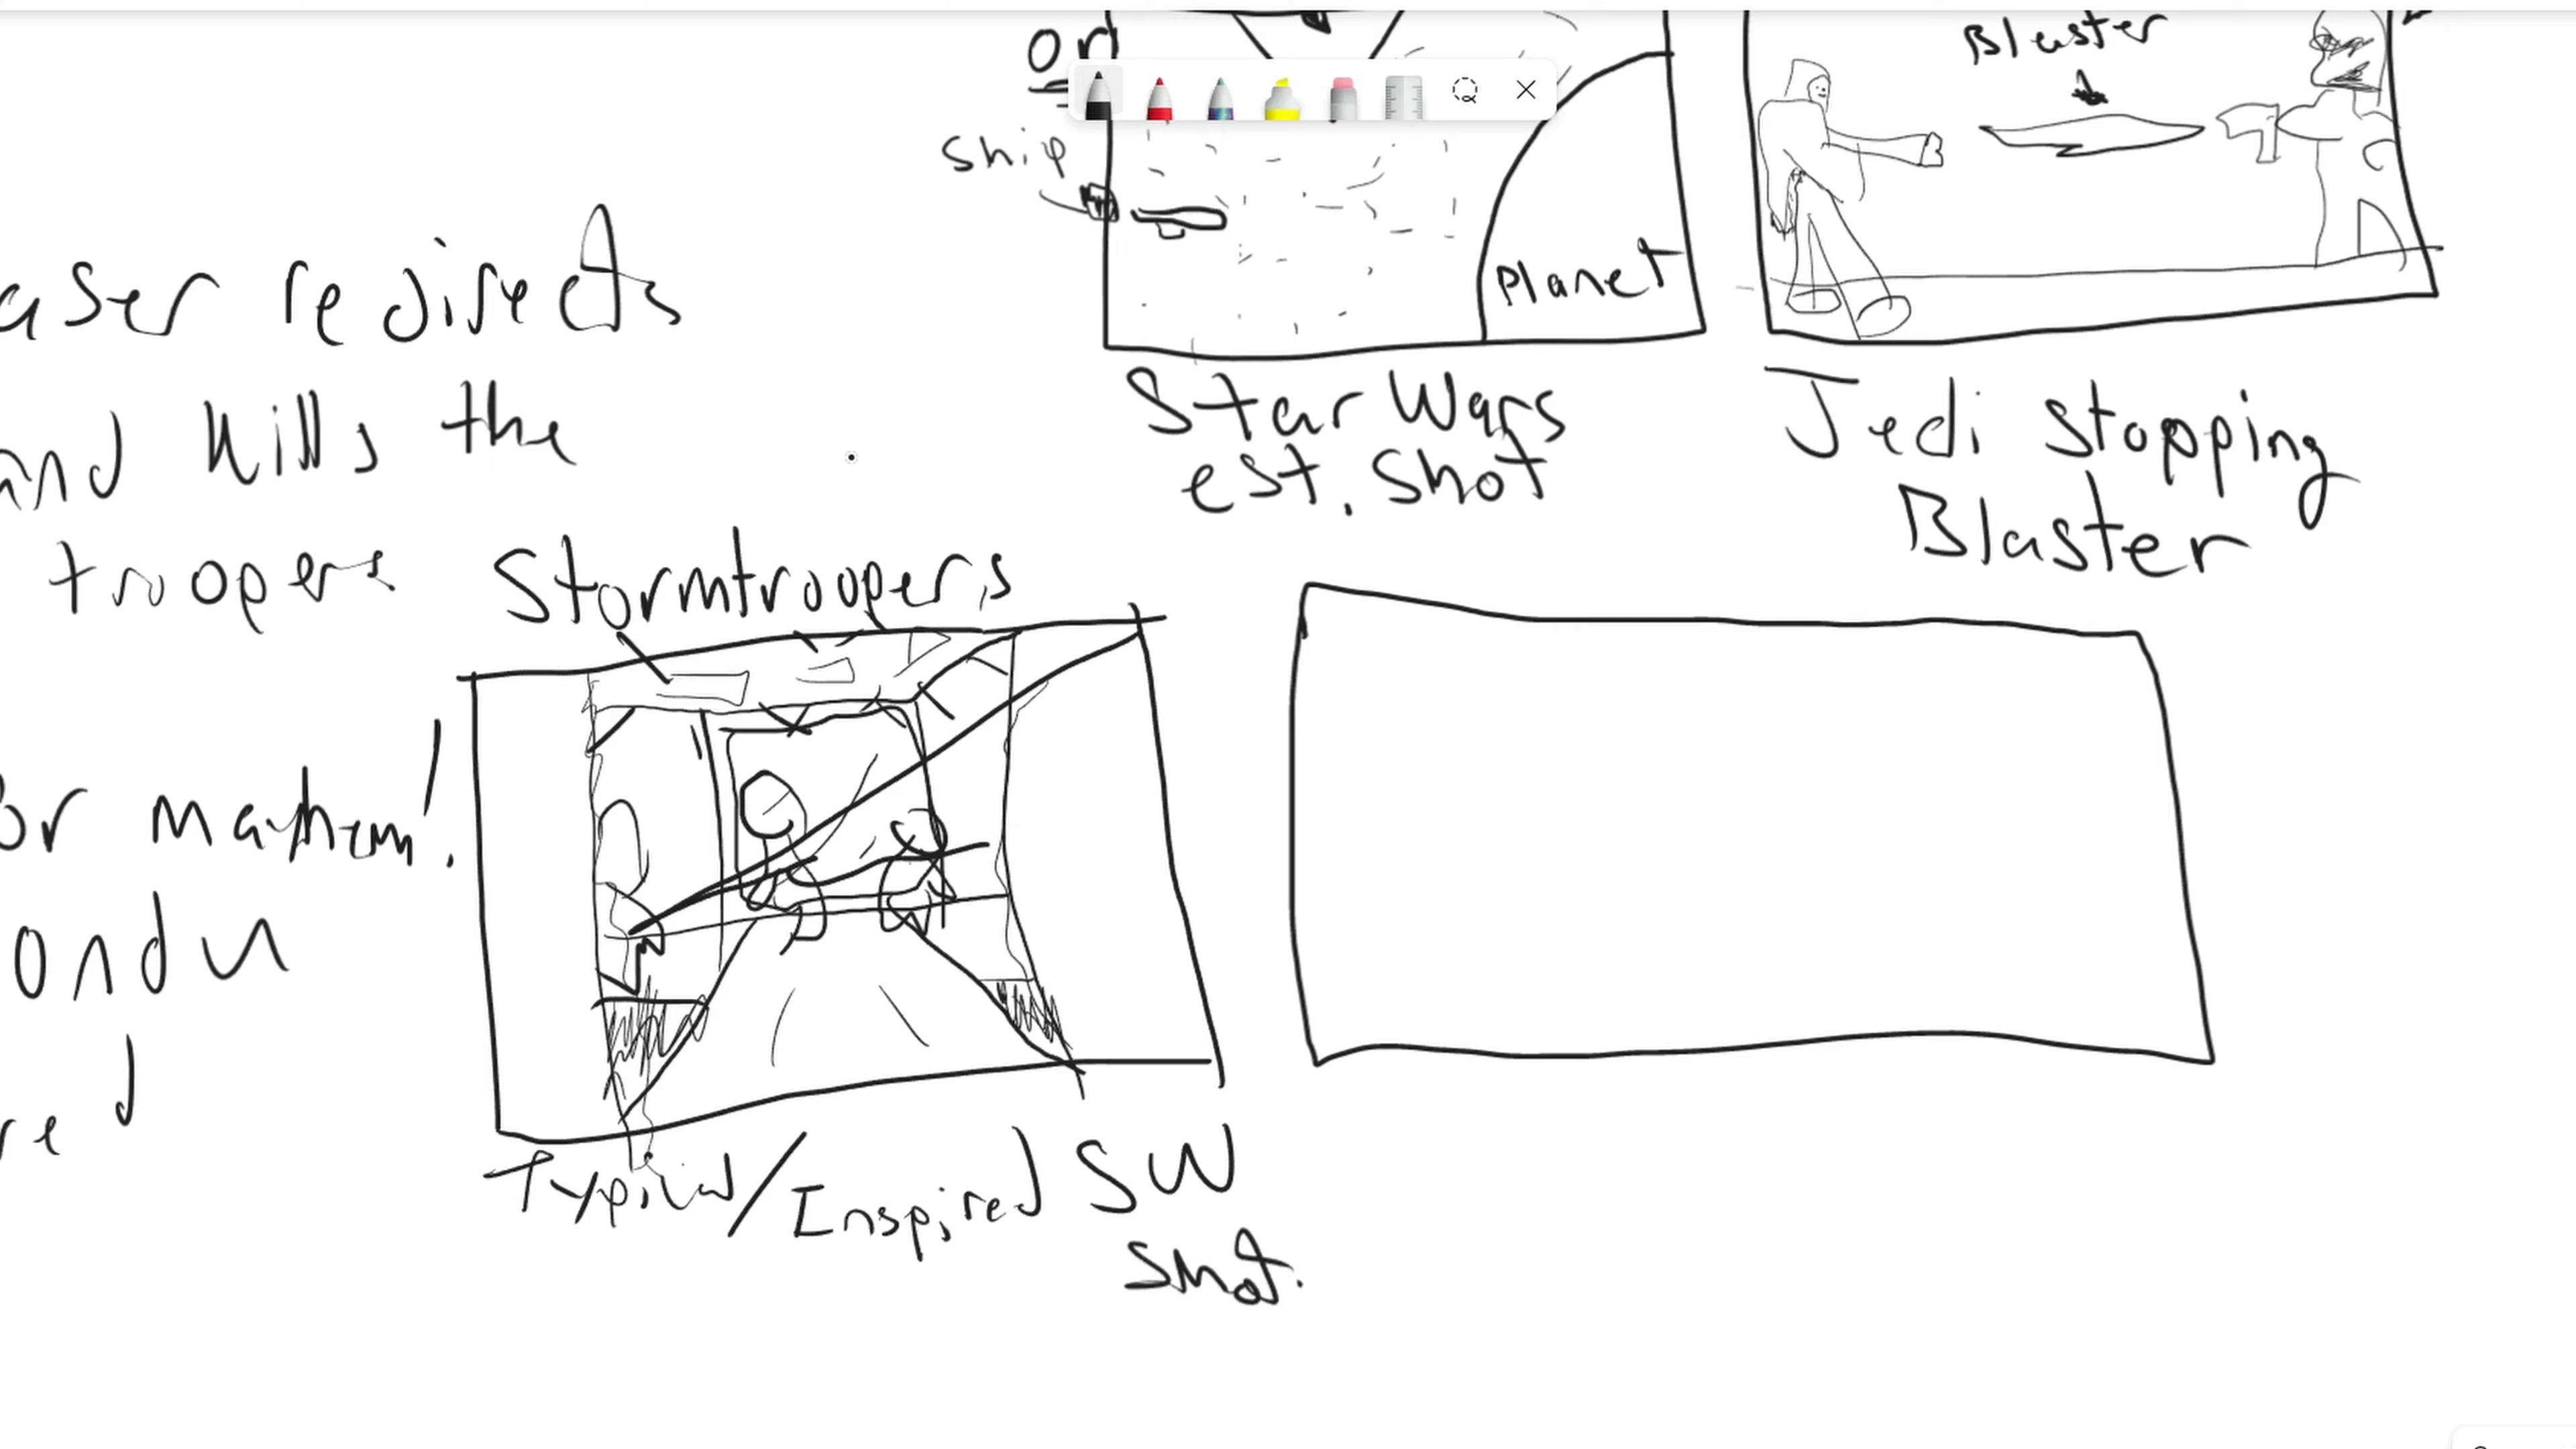 or
Ship
Planet
Blaster
Star Wars
est. Shot
Jedi Stopping
Blaster
aser redirects
and kills the
troopers
Stormtroopers
or mayhem!
ondu
Typical/Inspired SW
Shot.